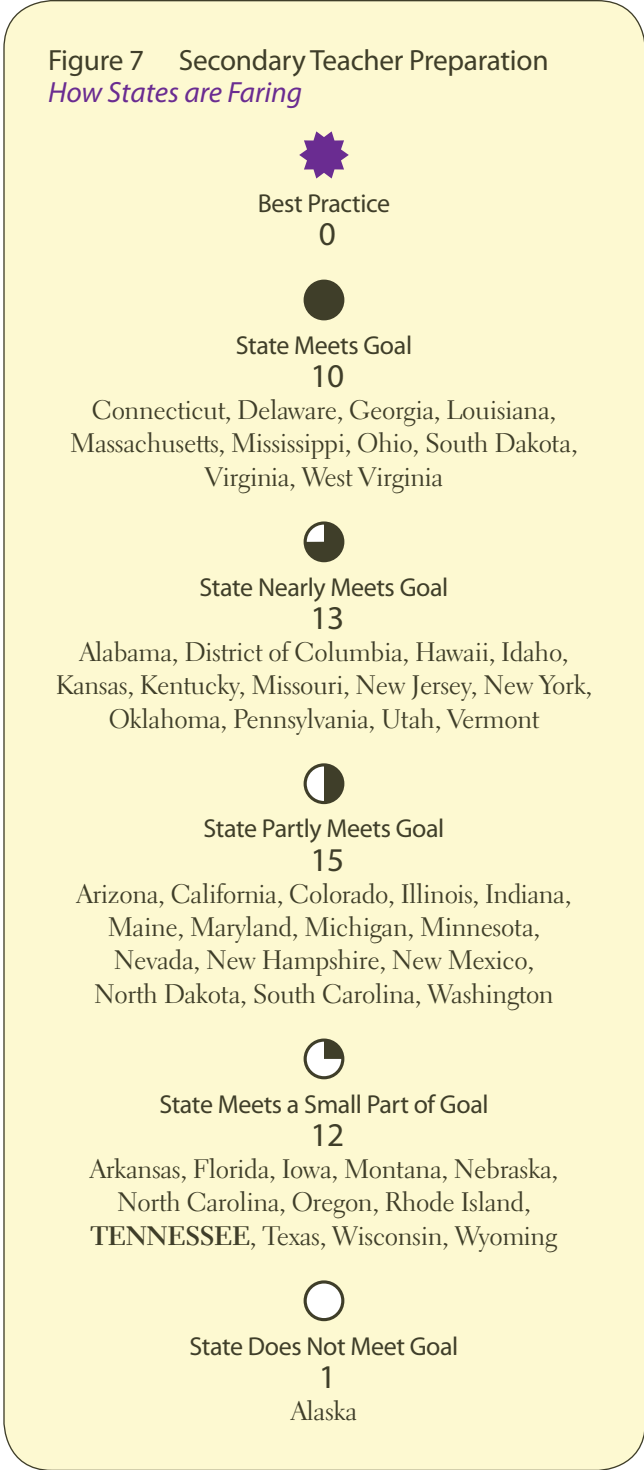 Figure 7 Secondary Teacher Preparation
How States are Faring
Best Practice
0
State Meets Goal
10
Connecticut, Delaware, Georgia, Louisiana,
Massachusetts, Mississippi, Ohio, South Dakota,
Virginia, West Virginia
State Nearly Meets Goal
13
Alabama, District of Columbia, Hawaii, Idaho,
Kansas, Kentucky, Missouri, New Jersey, New York,
Oklahoma, Pennsylvania, Utah, Vermont
State Partly Meets Goal
15
Arizona, California, Colorado, Illinois, Indiana,
Maine, Maryland, Michigan, Minnesota,
Nevada, New Hampshire, New Mexico,
North Dakota, South Carolina, Washington
State Meets a Small Part of Goal
12
Arkansas, Florida, Iowa, Montana, Nebraska,
North Carolina, Oregon, Rhode Island,
TENNESSEE, Texas, Wisconsin, Wyoming
State Does Not Meet Goal
1
Alaska